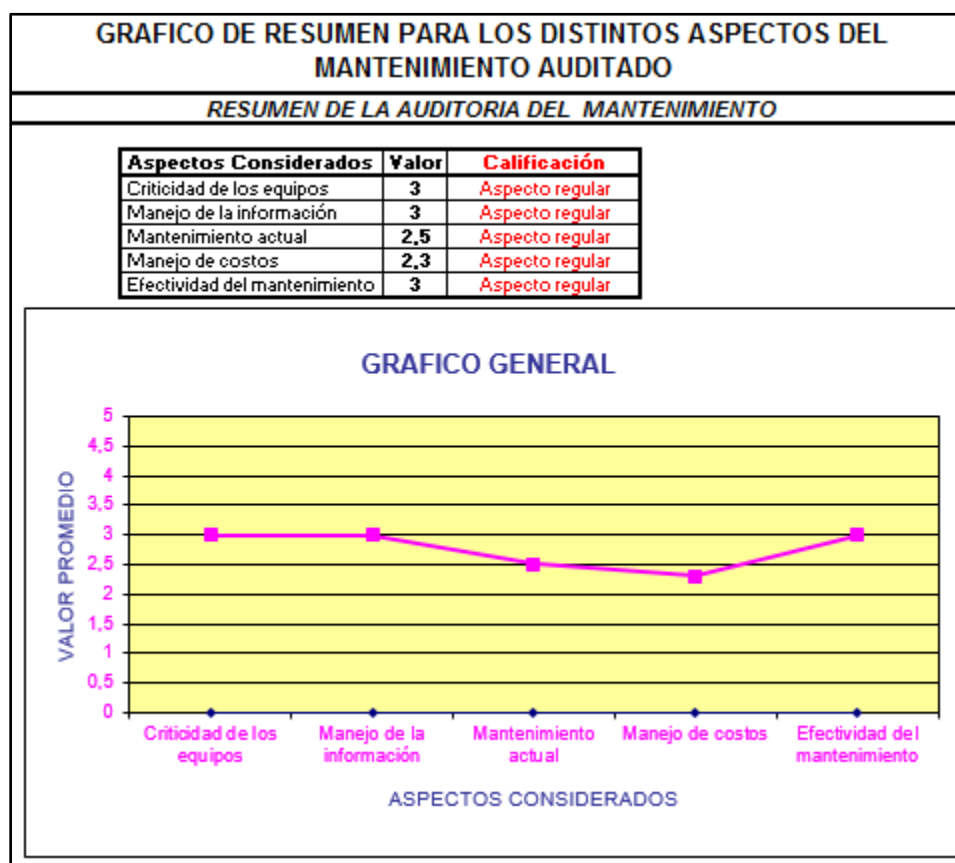 GRAFICO DE RESUMEN PARA LOS DISTINTOS ASPECTOS DEL
MANTENIMIENTO AUDITADO
RESUMEN DE LA AUDITORIA DEL MANTENIMIENTO
Aspectos Considerados Valor Calificación
Criticidad de los equipos 3 Aspecto regular
Manejo de la información 3 Aspecto regular
Mantenimiento actual 2,5 Aspecto regular
Manejo de costos 2,3 Aspecto regular
Efectividad del mantenimiento 3 Aspecto regular
GRAFICO GENERAL
VALOR PROMEDIO
5
4,5
4
3,5
3
2,5
2
1,5
1
0,5
0
Criticidad de los
equipos
Manejo de la
información
Mantenimiento
actual
Manejo de costos
Efectividad del
mantenimiento
ASPECTOS CONSIDERADOS